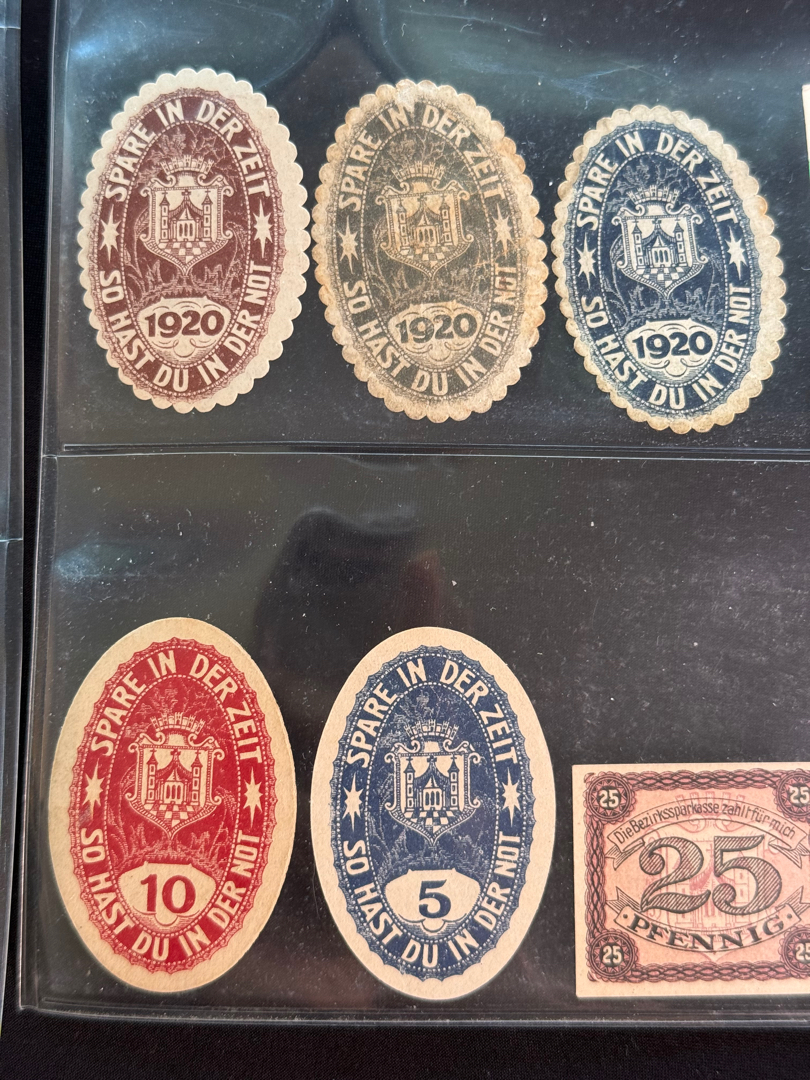 SPARE IN DER ZEIT
SO HAST DU IN DER NOT
1920
SPARE IN DER ZEIT
SO HAST DU IN DER NOT
1920
SPARE IN DER ZEIT
SO HAST DU IN DER NOT
1920
SPARE IN DER ZEIT
SO HAST DU IN DER NOT
10
SPARE IN DER ZEIT
SO HAST DU IN DER NOT
5
25 25
Die Bezirkssparkasse zahlt für mich
25
PFENNIG
25 25